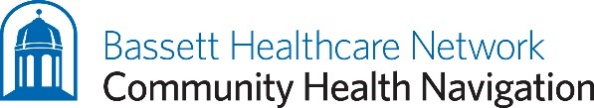 Bassett Healthcare Network
Community Health Navigation